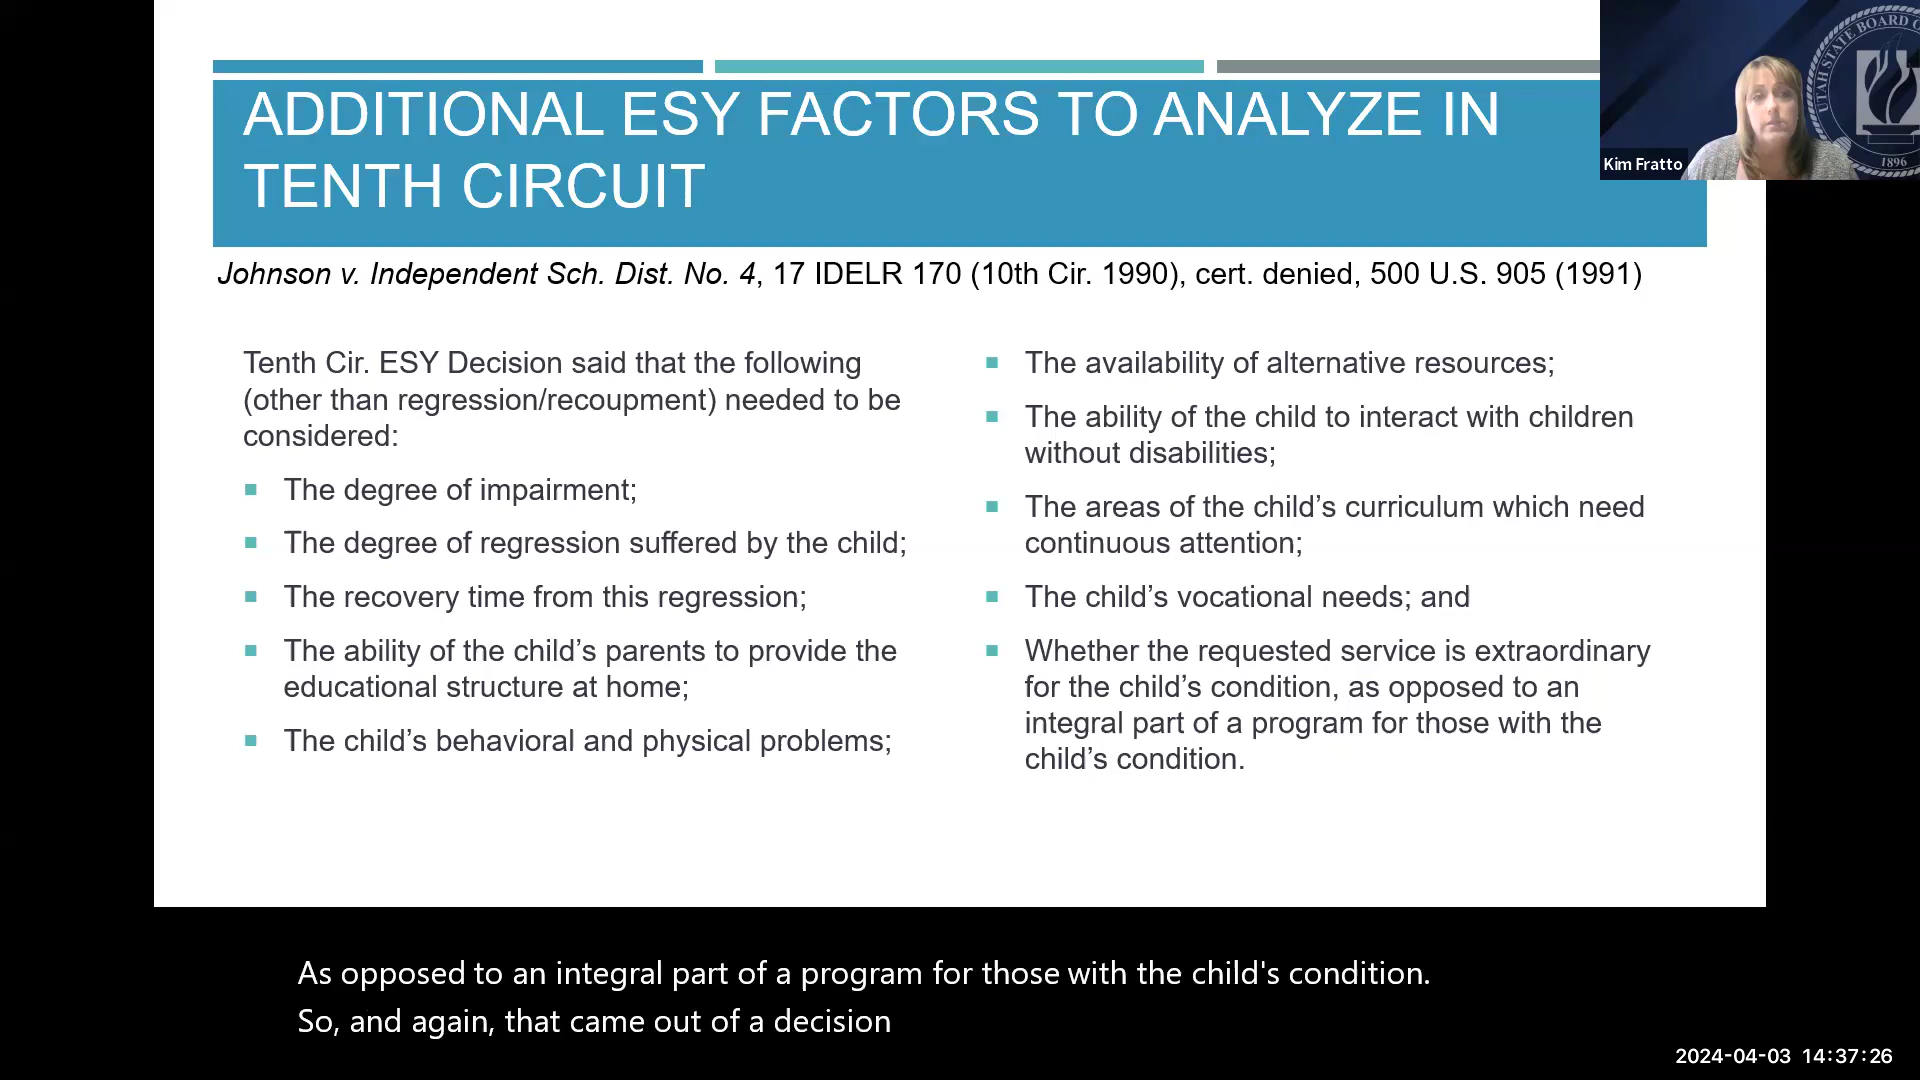 ADDITIONAL ESY FACTORS TO ANALYZE IN
TENTH CIRCUIT
Johnson v. Independent Sch. Dist. No. 4, 17 IDELR 170 (10th Cir. 1990), cert. denied, 500 U.S. 905 (1991)
Tenth Cir. ESY Decision said that the following
(other than regression/recoupment) needed to be
considered:
The degree of impairment;
The degree of regression suffered by the child;
The recovery time from this regression;
The ability of the child’s parents to provide the
educational structure at home;
The child’s behavioral and physical problems;
The availability of alternative resources;
The ability of the child to interact with children
without disabilities;
The areas of the child’s curriculum which need
continuous attention;
The child’s vocational needs; and
Whether the requested service is extraordinary
for the child’s condition, as opposed to an
integral part of a program for those with the
child’s condition.
UTAH STATE BOARD
1896
Kim Fratto
As opposed to an integral part of a program for those with the child's condition.
So, and again, that came out of a decision
2024-04-03 14:37:26